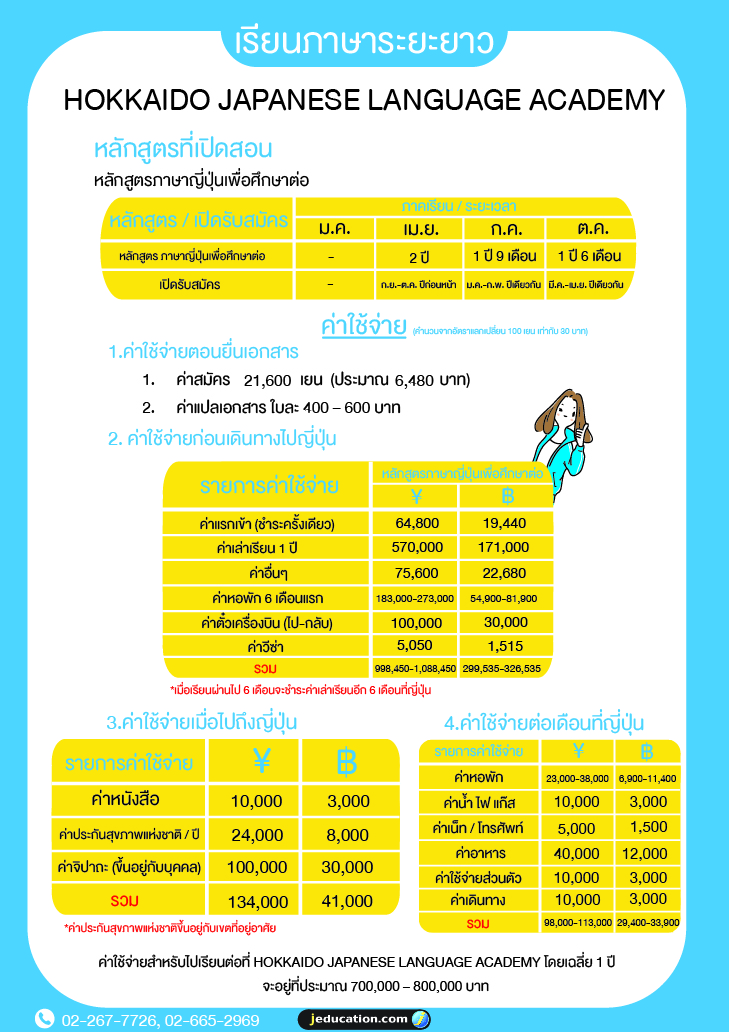 เรียนภาษาระยะยาว
HOKKAIDO JAPANESE LANGUAGE ACADEMY
หลักสูตรที่เปิดสอน
หลักสูตรภาษาญี่ปุ่นเพื่อศึกษาต่อ
หลักสูตร / เปิดรับสมัคร
ภาคเรียน / ระยะเวลา
ม.ค. เม.ย. ก.ค. ต.ค.
หลักสูตร ภาษาญี่ปุ่นเพื่อศึกษาต่อ - 2 ปี 1 ปี 9 เดือน 1 ปี 6 เดือน
เปิดรับสมัคร - ก.ย.-ต.ค. ปีก่อนหน้า ม.ค.-ก.พ. ปีเดียวกัน มี.ค.-เม.ย. ปีเดียวกัน
ค่าใช้จ่าย (คำนวนจากอัตราแลกเปลี่ยน 100 เยน เท่ากับ 30 บาท)
1.ค่าใช้จ่ายตอนยื่นเอกสาร
1. ค่าสมัคร 21,600 เยน (ประมาณ 6,480 บาท)
2. ค่าแปลเอกสาร ใบละ 400 – 600 บาท
2. ค่าใช้จ่ายก่อนเดินทางไปญี่ปุ่น
รายการค่าใช้จ่าย
หลักสูตรภาษาญี่ปุ่นเพื่อศึกษาต่อ
¥ ฿
ค่าแรกเข้า (ชำระครั้งเดียว) 64,800 19,440
ค่าเล่าเรียน 1 ปี 570,000 171,000
ค่าอื่นๆ 75,600 22,680
ค่าหอพัก 6 เดือนแรก 183,000-273,000 54,900-81,900
ค่าตั๋วเครื่องบิน (ไป-กลับ) 100,000 30,000
ค่าวีซ่า 5,050 1,515
รวม 998,450-1,088,450 299,535-326,535
*เมื่อเรียนผ่านไป 6 เดือนจะชำระค่าเล่าเรียนอีก 6 เดือนที่ญี่ปุ่น
3.ค่าใช้จ่ายเมื่อไปถึงญี่ปุ่น
รายการค่าใช้จ่าย ¥ ฿
ค่าหนังสือ 10,000 3,000
ค่าประกันสุขภาพแห่งชาติ / ปี 24,000 8,000
ค่าจิปาถะ (ขึ้นอยู่กับบุคคล) 100,000 30,000
รวม 134,000 41,000
*ค่าประกันสุขภาพแห่งชาติขึ้นอยู่กับเขตที่อยู่อาศัย
4.ค่าใช้จ่ายต่อเดือนที่ญี่ปุ่น
รายการค่าใช้จ่าย ¥ ฿
ค่าหอพัก 23,000-38,000 6,900-11,400
ค่าน้ำ ไฟ แก๊ส 10,000 3,000
ค่าเน็ท / โทรศัพท์ 5,000 1,500
ค่าอาหาร 40,000 12,000
ค่าใช้จ่ายส่วนตัว 10,000 3,000
ค่าเดินทาง 10,000 3,000
รวม 98,000-113,000 29,400-33,900
ค่าใช้จ่ายสำหรับไปเรียนต่อที่ HOKKAIDO JAPANESE LANGUAGE ACADEMY โดยเฉลี่ย 1 ปี
จะอยู่ที่ประมาณ 700,000 – 800,000 บาท
02-267-7726, 02-665-2969
jeducation.com